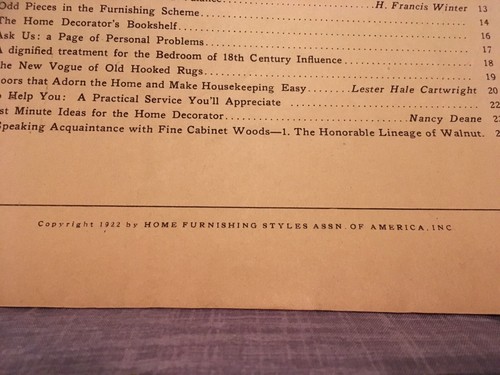 Odd Pieces in the Furnishing Scheme H. Francis Winter 13
The Home Decorator's Bookshelf 14
Ask Us: a Page of Personal Problems 16
A dignified treatment for the Bedroom of 18th Century Influence 17
The New Vogue of Old Hooked Rugs 18
oors that Adorn the Home and Make Housekeeping Easy Lester Hale Cartwright 20
o Help You: A Practical Service You'll Appreciate 22
st Minute Ideas for the Home Decorator Nancy Deane
Speaking Acquaintance with Fine Cabinet Woods—1. The Honorable Lineage of Walnut.
Copyright 1922 by HOME FURNISHING STYLES ASSN. OF AMERICA, INC